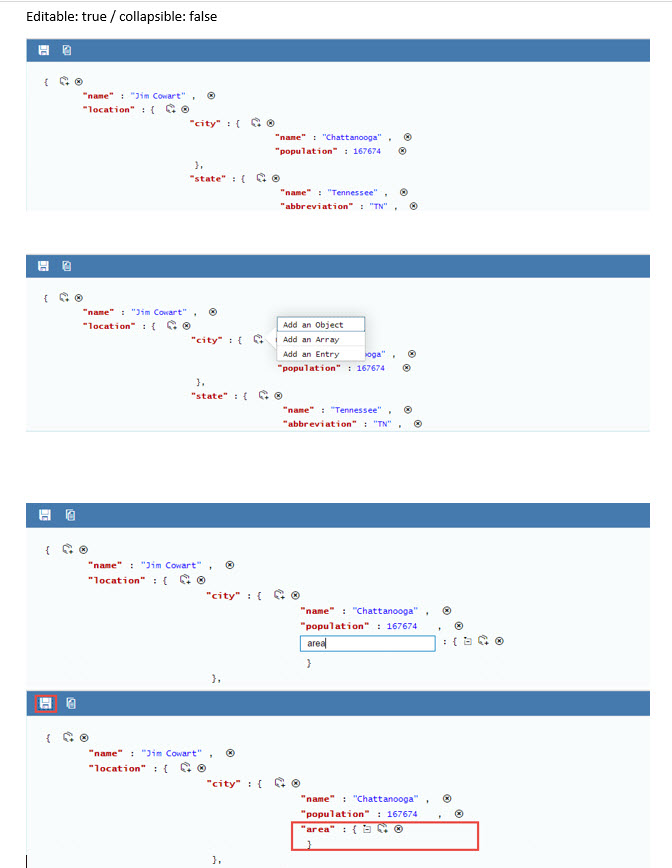 Editable: true / collapsible: false
{
"name" : "Jim Cowart" ,
"location" : {
"city" : {
"name" : "Chattanooga" ,
"population" : 167674
},
"state" : {
"name" : "Tennessee" ,
"abbreviation" : "TN" ,
{
"name" : "Jim Cowart" ,
"location" : {
Add an Object
"city" : { Add an Array
Add an Entry
ooga" ,
"population" : 167674
},
"state" : {
"name" : "Tennessee" ,
"abbreviation" : "TN" ,
{
"name" : "Jim Cowart" ,
"location" : {
"city" : {
"name" : "Chattanooga" ,
"population" : 167674 ,
area : {
}
},
{
"name" : "Jim Cowart" ,
"location" : {
"city" : {
"name" : "Chattanooga" ,
"population" : 167674 ,
"area" : {
}
},